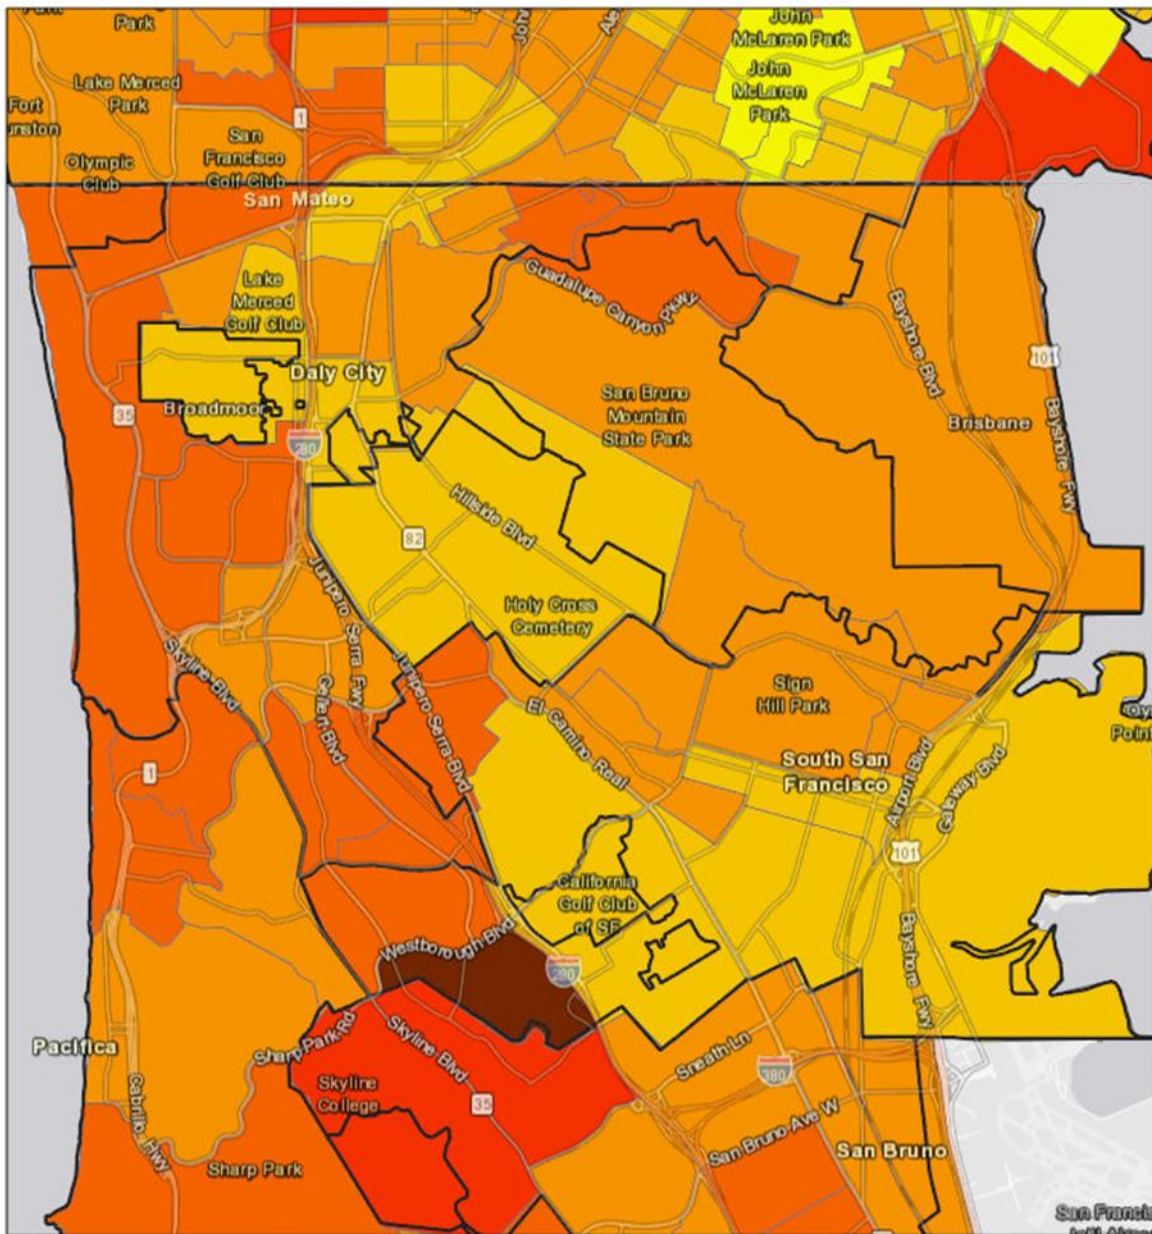 Park
John
McLaren Park
Lake Merced
Park
John
McLaren
Park
Fort
1
San
Francisco
Golf Club
Olympic
Club
San Mateo
Lake
Merced
Golf Club
Guadalupe Canyon Pkwy
Bayshore Blvd
101
Daly City
San Bruno
Mountain
State Park
Broadmoor
35
Brisbane
280
Bayshore Fwy
Hillside Blvd
82
Junipero Serra Fwy
Holy Cross
Cemetery
Skyline Blvd
Junipero Serra Blvd
Gellert Blvd
Sign
Hill Park
El Camino Real
Point
1
South San
Francisco
Airport Blvd
Gateway Blvd
101
California
Golf Club
of SF
Westborough Blvd
280
Bayshore Fwy
Pacifica
Sharp Park Rd
Skyline Blvd
Sneath Ln
380
Skyline
College
35
Cabrillo Hwy
San Bruno Ave W
San Bruno
Sharp Park